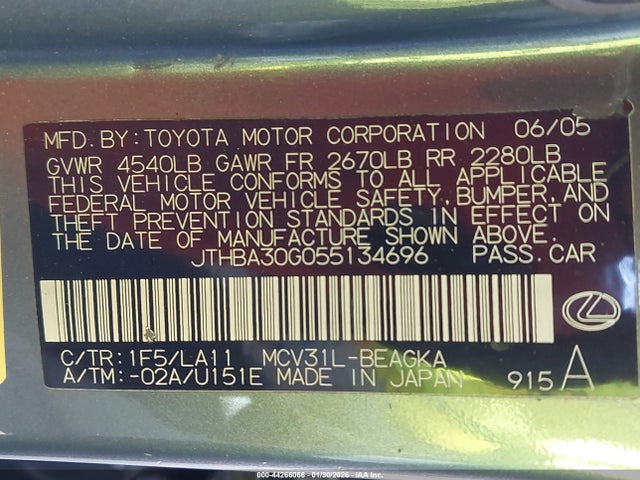 MFD. BY: TOYOTA MOTOR CORPORATION 06/05
GVWR 4540LB GAWR FR 2670LB RR 2280LB
THIS VEHICLE CONFORMS TO ALL APPLICABLE
FEDERAL MOTOR VEHICLE SAFETY, BUMPER, AND
THEFT PREVENTION STANDARDS IN EFFECT ON
THE DATE OF MANUFACTURE SHOWN ABOVE.
JTHBA30G055134696 PASS. CAR
C/TR: 1F5/LA11 MCV31L-BEAGKA
A/TM: -02A/U151E MADE IN JAPAN 915 A
000-44266066 - 01/30/2026 - IAA Inc.